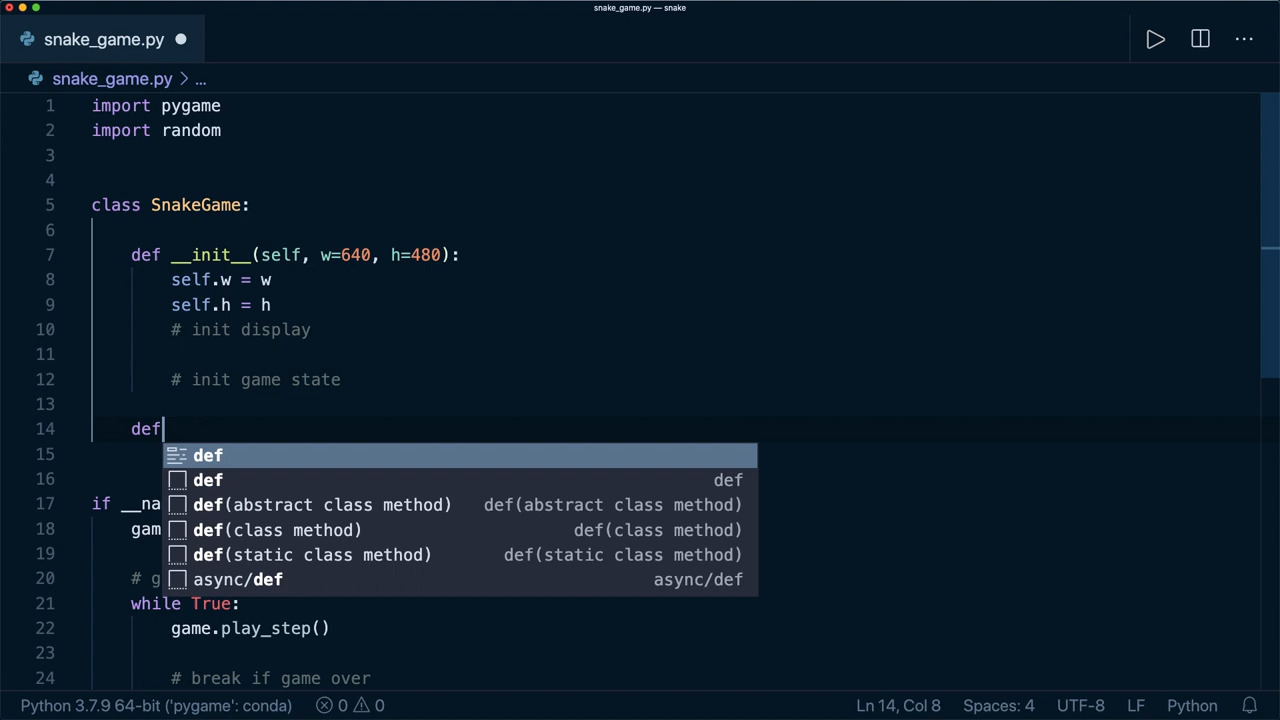 snake_game.py — snake
snake_game.py
snake_game.py > ...
1 import pygame
2 import random
3
4
5 class SnakeGame:
6
7 def __init__(self, w=640, h=480):
8 self.w = w
9 self.h = h
10 # init display
11
12 # init game state
13
14 def
15 def
16 def def
def(abstract class method) def(abstract class method)
17 if __na def(class method) def(class method)
18 gam
19 def(static class method) def(static class method)
20 # g async/def async/def
21 while True:
22 game.play_step()
23
24 # break if game over
Python 3.7.9 64-bit ('pygame': conda) 0 0 Ln 14, Col 8 Spaces: 4 UTF-8 LF Python